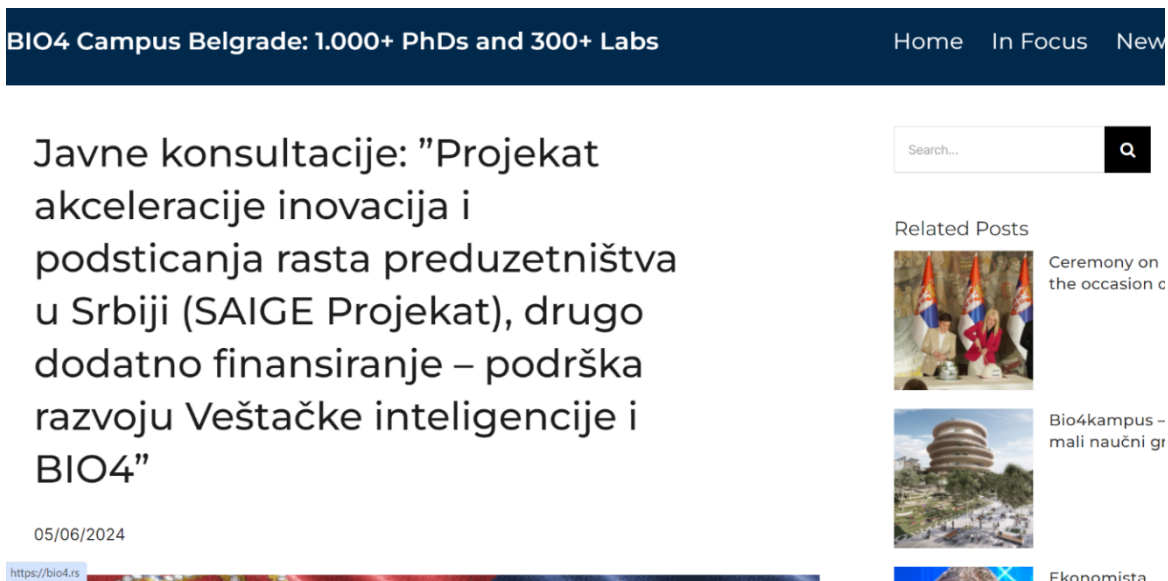 BIO4 Campus Belgrade: 1.000+ PhDs and 300+ Labs
Home In Focus New
Javne konsultacije: ”Projekat
akceleracije inovacija i
podsticanja rasta preduzetništva
u Srbiji (SAIGE Projekat), drugo
dodatno finansiranje – podrška
razvoju Veštačke inteligencije i
BIO4”
05/06/2024
Search...
Related Posts
Ceremony on
the occasion o
Bio4kampus –
mali naučni gr
Ekonomista
https://bio4.rs